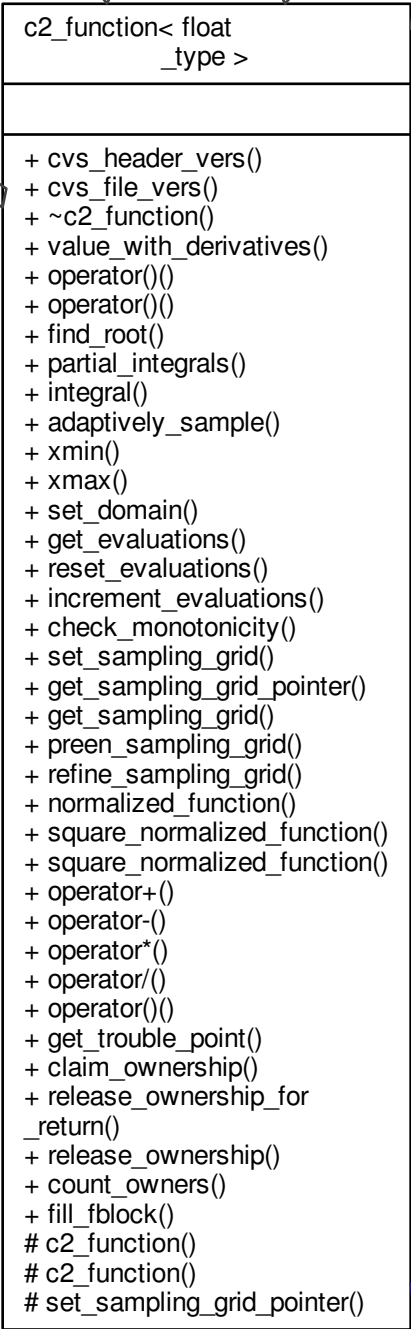 c2_function< float
_type >
+ cvs_header_vers()
+ cvs_file_vers()
+ ~c2_function()
+ value_with_derivatives()
+ operator()()
+ operator()()
+ find_root()
+ partial_integrals()
+ integral()
+ adaptively_sample()
+ xmin()
+ xmax()
+ set_domain()
+ get_evaluations()
+ reset_evaluations()
+ increment_evaluations()
+ check_monotonicity()
+ set_sampling_grid()
+ get_sampling_grid_pointer()
+ get_sampling_grid()
+ preen_sampling_grid()
+ refine_sampling_grid()
+ normalized_function()
+ square_normalized_function()
+ square_normalized_function()
+ operator+()
+ operator-()
+ operator*()
+ operator/()
+ operator()()
+ get_trouble_point()
+ claim_ownership()
+ release_ownership_for
_return()
+ release_ownership()
+ count_owners()
+ fill_fblock()
# c2_function()
# c2_function()
# set_sampling_grid_pointer()